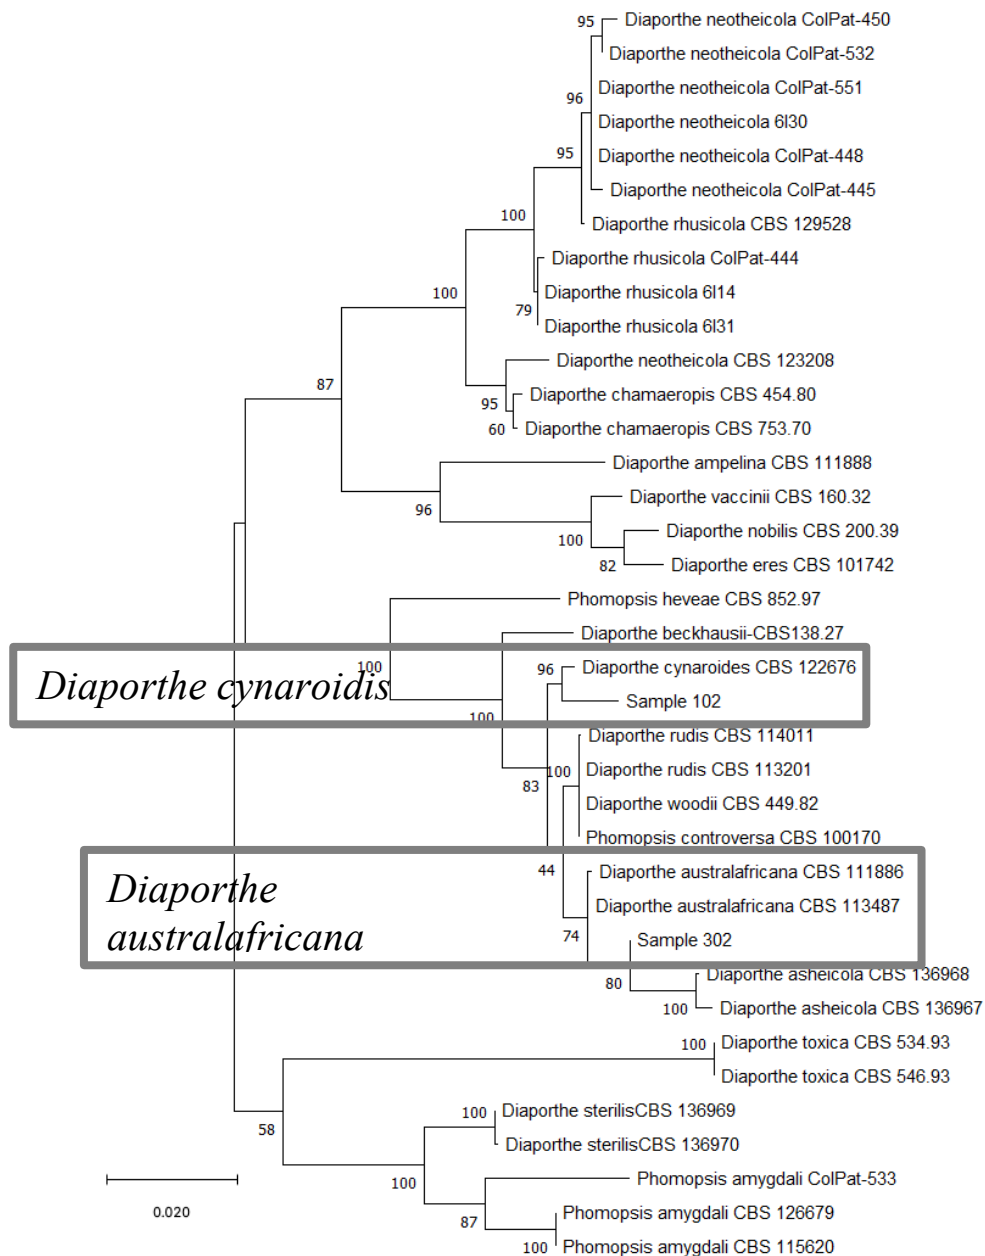 95
Diaporthe neotheicola ColPat-450
Diaporthe neotheicola ColPat-532
Diaporthe neotheicola ColPat-551
96
Diaporthe neotheicola 6I30
95
Diaporthe neotheicola ColPat-448
Diaporthe neotheicola ColPat-445
100
Diaporthe rhusicola CBS 129528
Diaporthe rhusicola ColPat-444
100
Diaporthe rhusicola 6I14
79
Diaporthe rhusicola 6I31
Diaporthe neotheicola CBS 123208
87
Diaporthe chamaeropis CBS 454.80
95
60
Diaporthe chamaeropis CBS 753.70
Diaporthe ampelina CBS 111888
Diaporthe vaccinii CBS 160.32
96
Diaporthe nobilis CBS 200.39
100
82
Diaporthe eres CBS 101742
Phomopsis heveae CBS 852.97
Diaporthe beckhausii-CBS138.27
100
96
Diaporthe cynaroides CBS 122676
Diaporthe cynaroidis
Sample 102
100
Diaporthe rudis CBS 114011
100
Diaporthe rudis CBS 113201
83
Diaporthe woodii CBS 449.82
Phomopsis controversa CBS 100170
44
Diaporthe australafricana CBS 111886
Diaporthe
australafricana
Diaporthe australafricana CBS 113487
74
Sample 302
Diaporthe asheicola CBS 136968
80
100
Diaporthe asheicola CBS 136967
100
Diaporthe toxica CBS 534.93
Diaporthe toxica CBS 546.93
100
Diaporthe sterilisCBS 136969
58
Diaporthe sterilisCBS 136970
100
Phomopsis amygdali ColPat-533
0.020
87
Phomopsis amygdali CBS 126679
100
Phomopsis amygdali CBS 115620